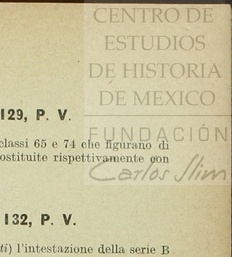 CENTRO DE
ESTUDIOS
DE HISTORIA
DE MEXICO
FUNDACIÓN
Carlos Slim
129, P. V.
classi 65 e 74 che figurano di
ostituite rispettivamente con
132, P. V.
ti) l'intestazione della serie B